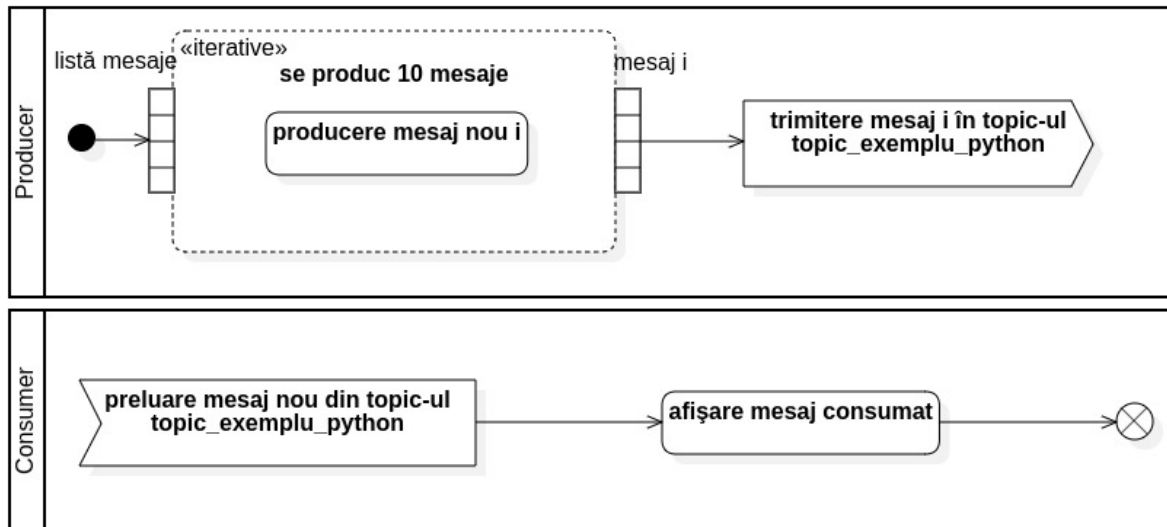 Producer
listă mesaje
«iterative»
se produc 10 mesaje
producere mesaj nou i
mesaj i
trimitere mesaj i în topic-ul
topic_exemplu_python
Consumer
preluare mesaj nou din topic-ul
topic_exemplu_python
afişare mesaj consumat